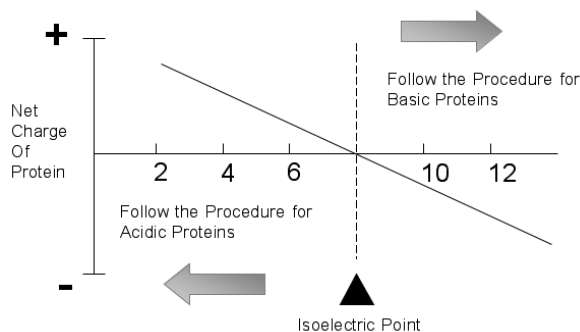 +
Follow the Procedure for
Basic Proteins
Net
Charge
Of
Protein
2 4 6 10 12
Follow the Procedure for
Acidic Proteins
-
Isoelectric Point